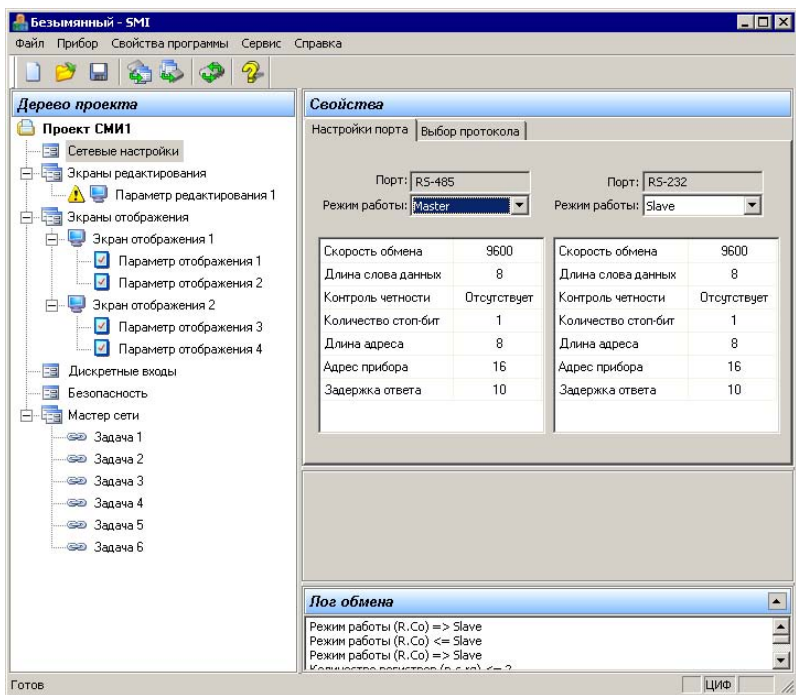 Безымянный - SMI
Файл Прибор Свойства программы Сервис Справка
Дерево проекта
Проект СМИ1
Сетевые настройки
Экраны редактирования
Параметр редактирования 1
Экраны отображения
Экран отображения 1
Параметр отображения 1
Параметр отображения 2
Экран отображения 2
Параметр отображения 3
Параметр отображения 4
Дискретные входы
Безопасность
Мастер сети
Задача 1
Задача 2
Задача 3
Задача 4
Задача 5
Задача 6
Свойства
Настройки порта Выбор протокола
Порт: RS-485 Порт: RS-232
Режим работы: Master Режим работы: Slave
Скорость обмена 9600 Скорость обмена 9600
Длина слова данных 8 Длина слова данных 8
Контроль четности Отсутствует Контроль четности Отсутствует
Количество стоп-бит 1 Количество стоп-бит 1
Длина адреса 8 Длина адреса 8
Адрес прибора 16 Адрес прибора 16
Задержка ответа 10 Задержка ответа 10
Лог обмена
Режим работы (R.Co) => Slave
Режим работы (R.Co) <= Slave
Режим работы (R.Co) => Slave
Количество регистров (n.c.rg) <= 2
Готов ЦИФ